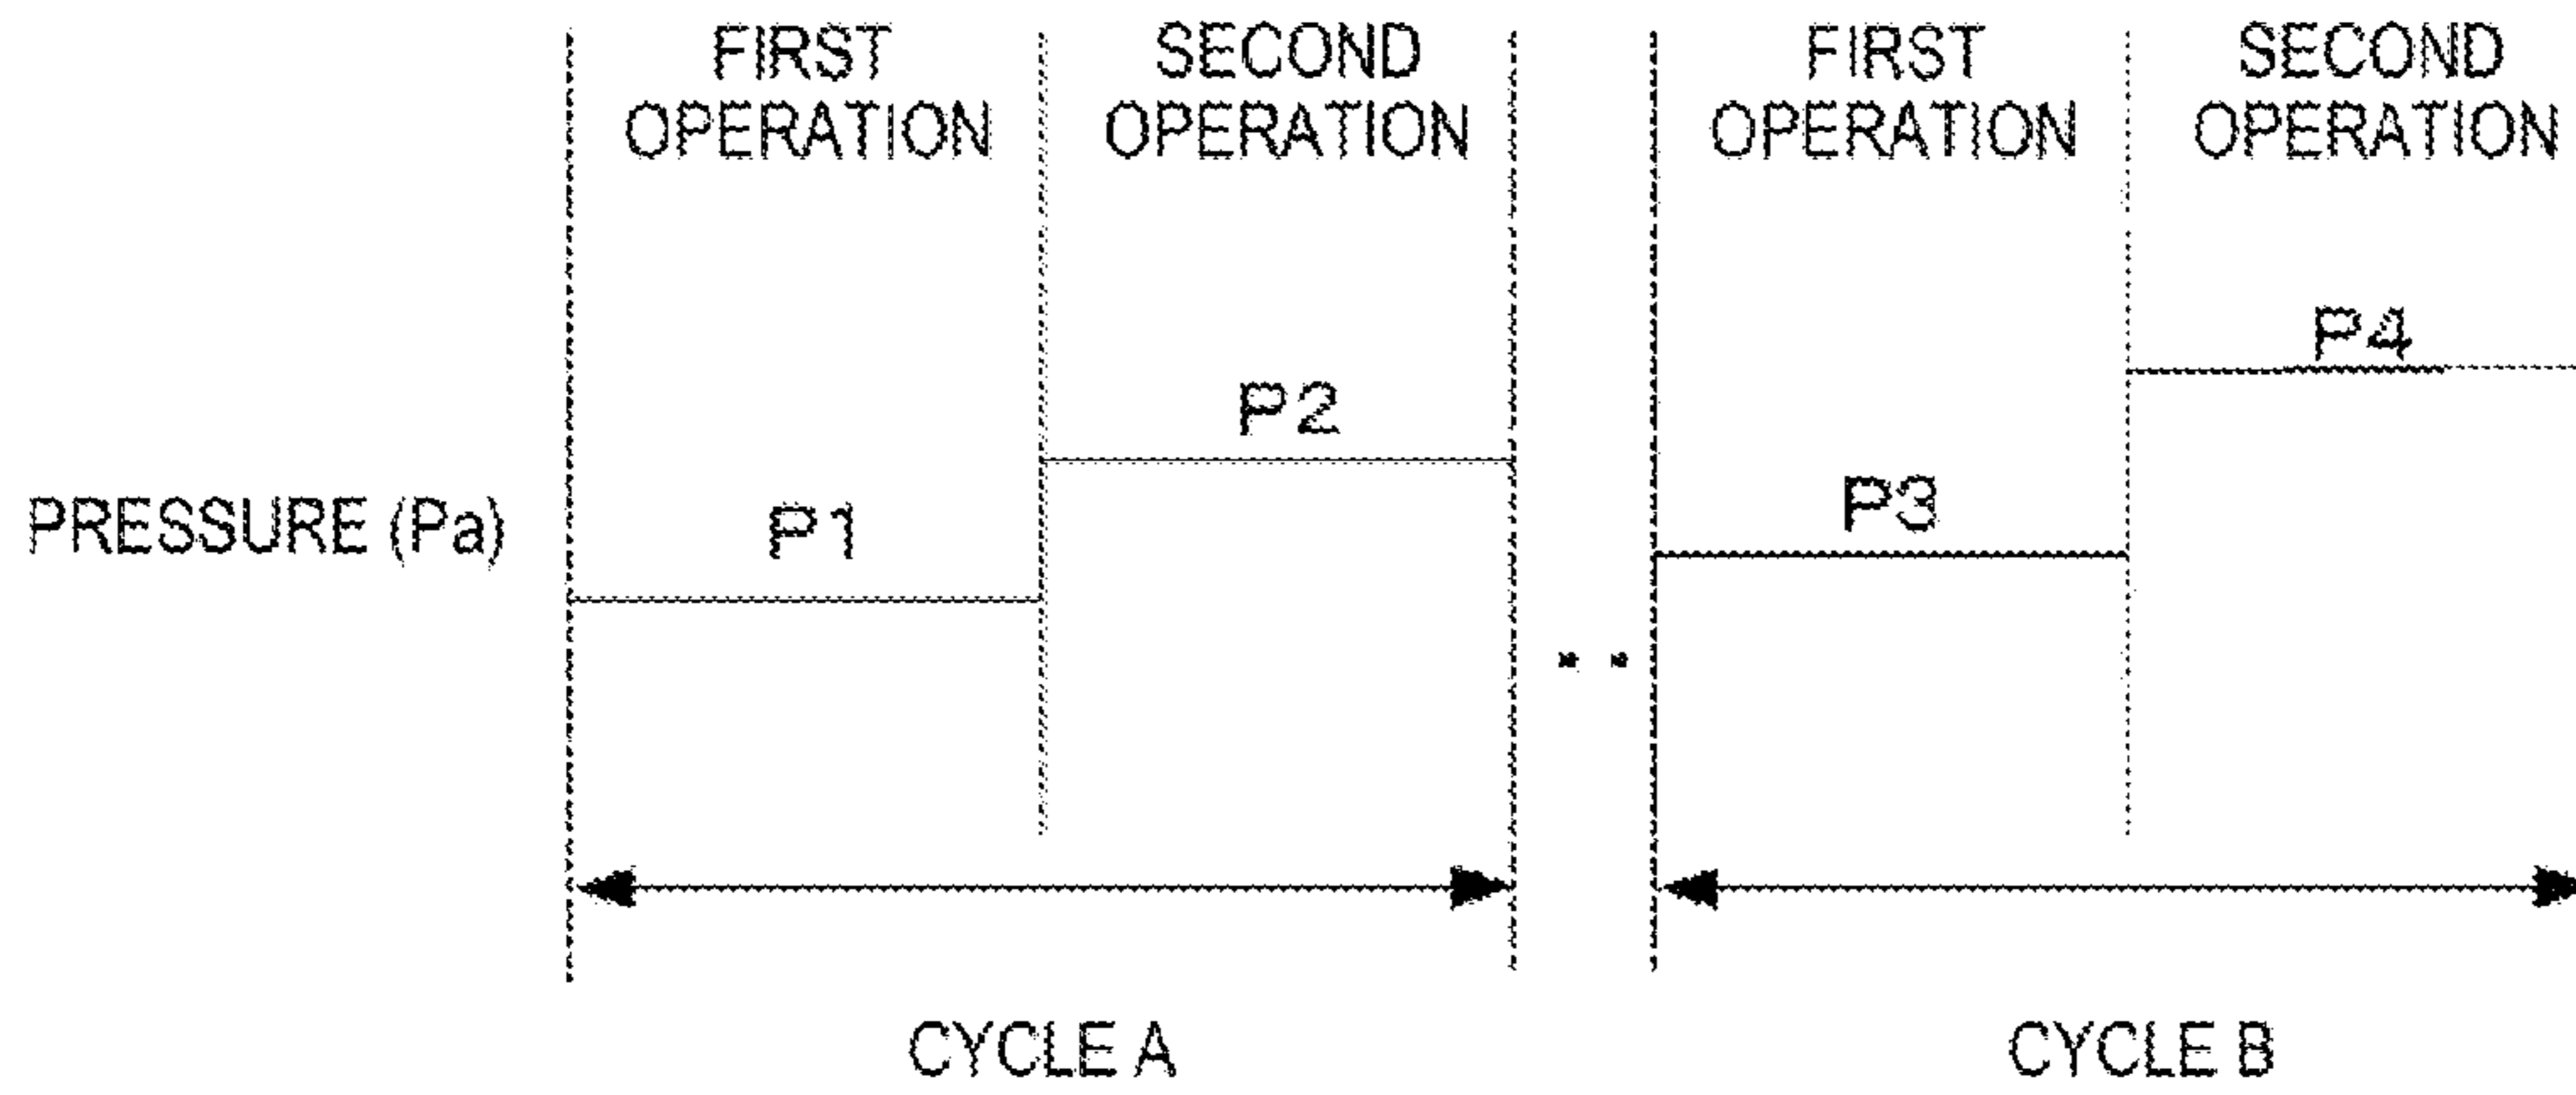 FIRST
OPERATION
SECOND
OPERATION
FIRST
OPERATION
SECOND
OPERATION
P4
P2
P3
PRESSURE (Pa)
P1
..
CYCLE A
CYCLE B